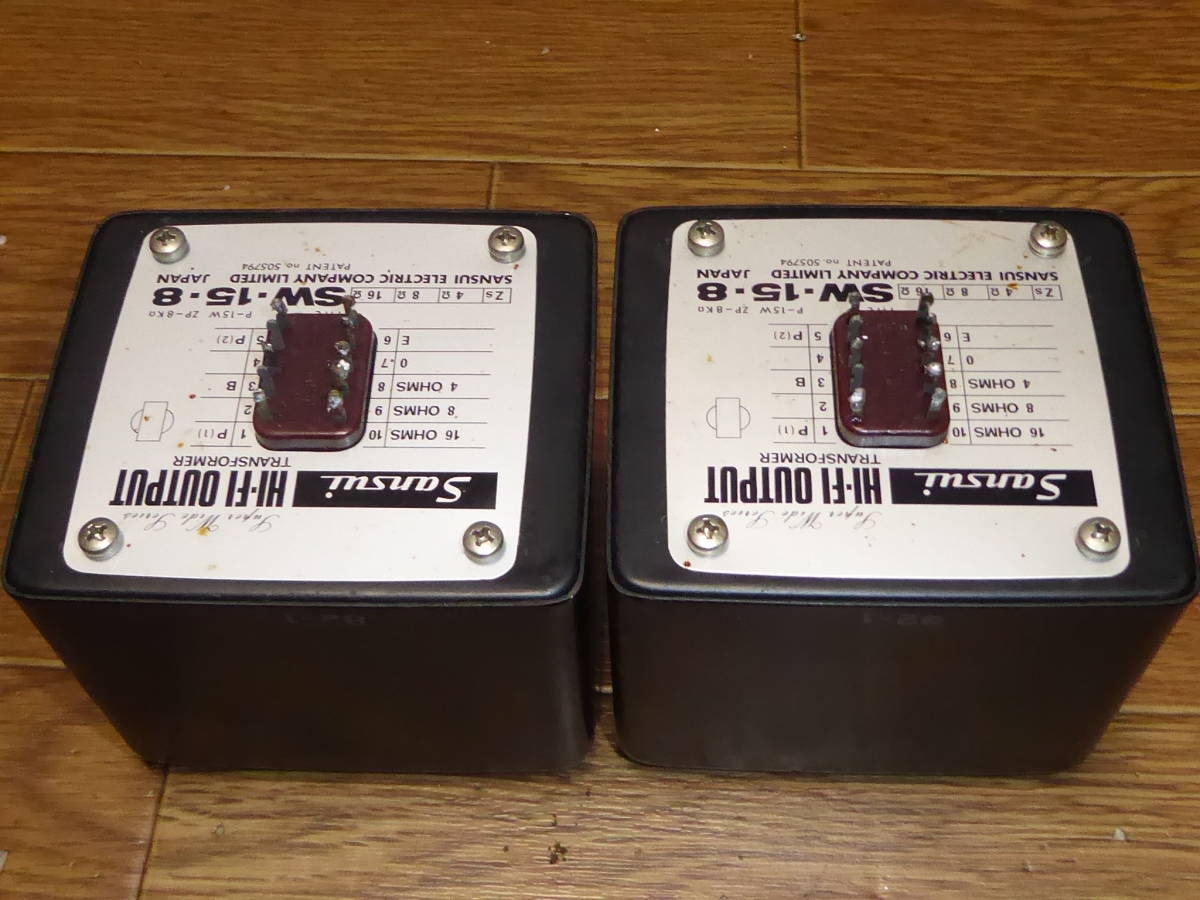 Super Wide Series
Sansui HI-FI OUTPUT
TRANSFORMER
16 OHMS 10 1 P(1)
8 OHMS 9 2
4 OHMS 8 3 B
0 7 4
E 6 5 P(2)
P-15W ZP-8KΩ
Zs 4Ω 8Ω 16Ω SW-15-8
SANSUI ELECTRIC COMPANY LIMITED JAPAN
PATENT no. 505794
82-1
Super Wide Series
Sansui HI-FI OUTPUT
TRANSFORMER
16 OHMS 10 1 P(1)
8 OHMS 9 2
4 OHMS 8 3 B
0 7 4
E 6 5 P(2)
P-15W ZP-8KΩ
Zs 4Ω 8Ω 16Ω SW-15-8
SANSUI ELECTRIC COMPANY LIMITED JAPAN
PATENT no. 505794